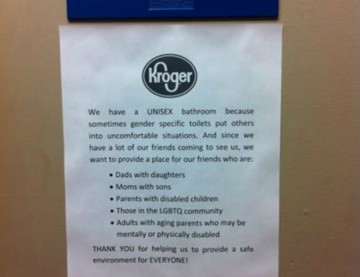 Kroger
We have a UNISEX bathroom because
sometimes gender specific toilets put others
into uncomfortable situations. And since we
have a lot of our friends coming to see us, we
want to provide a place for our friends who are:
• Dads with daughters
• Moms with sons
• Parents with disabled children
• Those in the LGBTQ community
• Adults with aging parents who may be
mentally or physically disabled
THANK YOU for helping us to provide a safe
environment for EVERYONE!